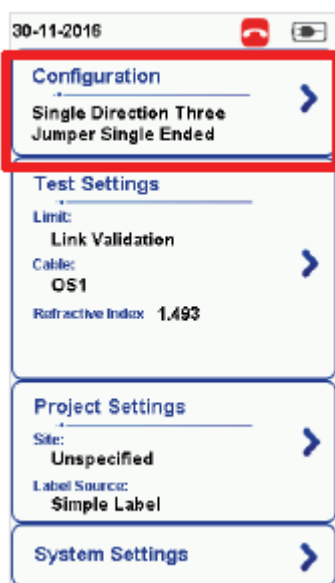 30-11-2016
Configuration
Single Direction Three
Jumper Single Ended
Test Settings
Limit:
Link Validation
Cable:
OS1
Refractive Index 1.493
Project Settings
Site:
Unspecified
Label Source:
Simple Label
System Settings